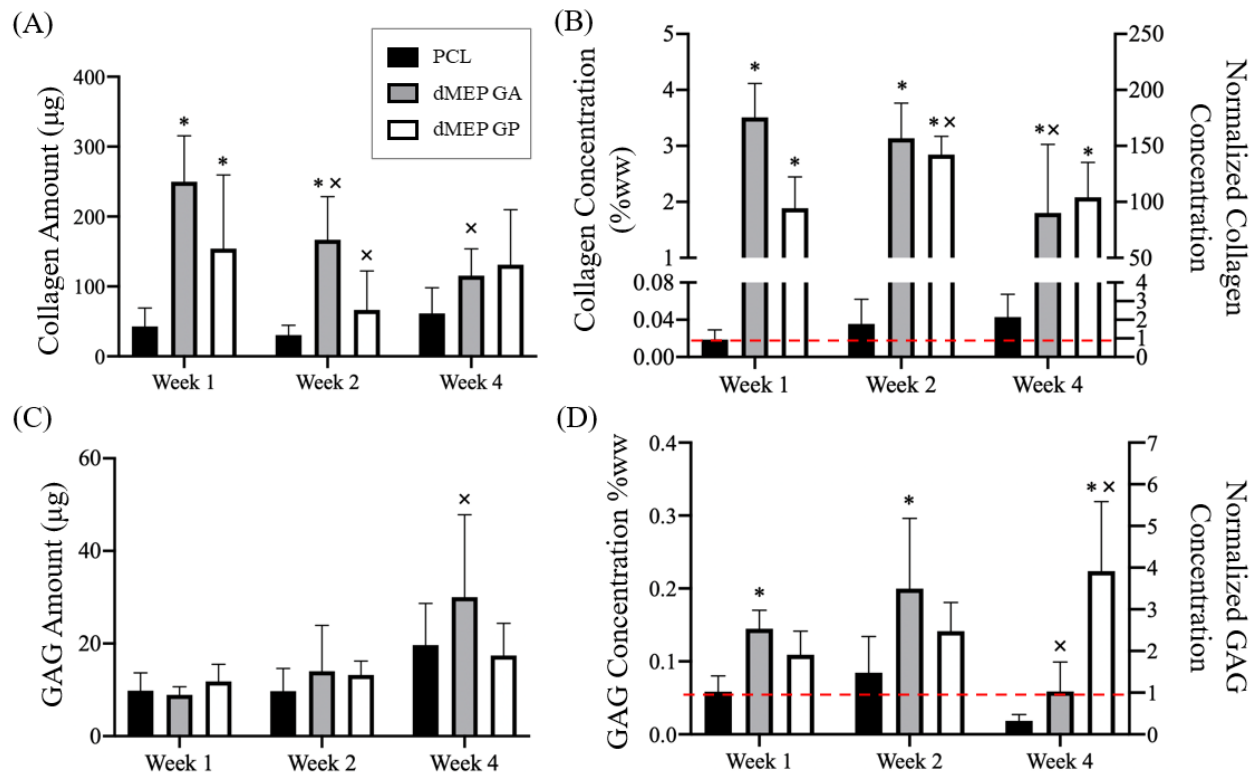 (A)
PCL
dMEP GA
dMEP GP
Collagen Amount (µg)
400
300
200
100
0
*
*
* ×
×
×
Week 1 Week 2 Week 4
(B)
Collagen Concentration
(%ww)
5
4
3
2
1
0.08
0.04
0.00
*
*
*
*×
*×
*
250
200
150
100
50
4
3
2
1
0
Normalized Collagen
Concentration
Week 1 Week 2 Week 4
(C)
GAG Amount (µg)
60
40
20
0
×
Week 1 Week 2 Week 4
(D)
GAG Concentration %ww
0.4
0.3
0.2
0.1
0.0
*
*
×
*×
7
6
5
4
3
2
1
0
Normalized GAG
Concentration
Week 1 Week 2 Week 4